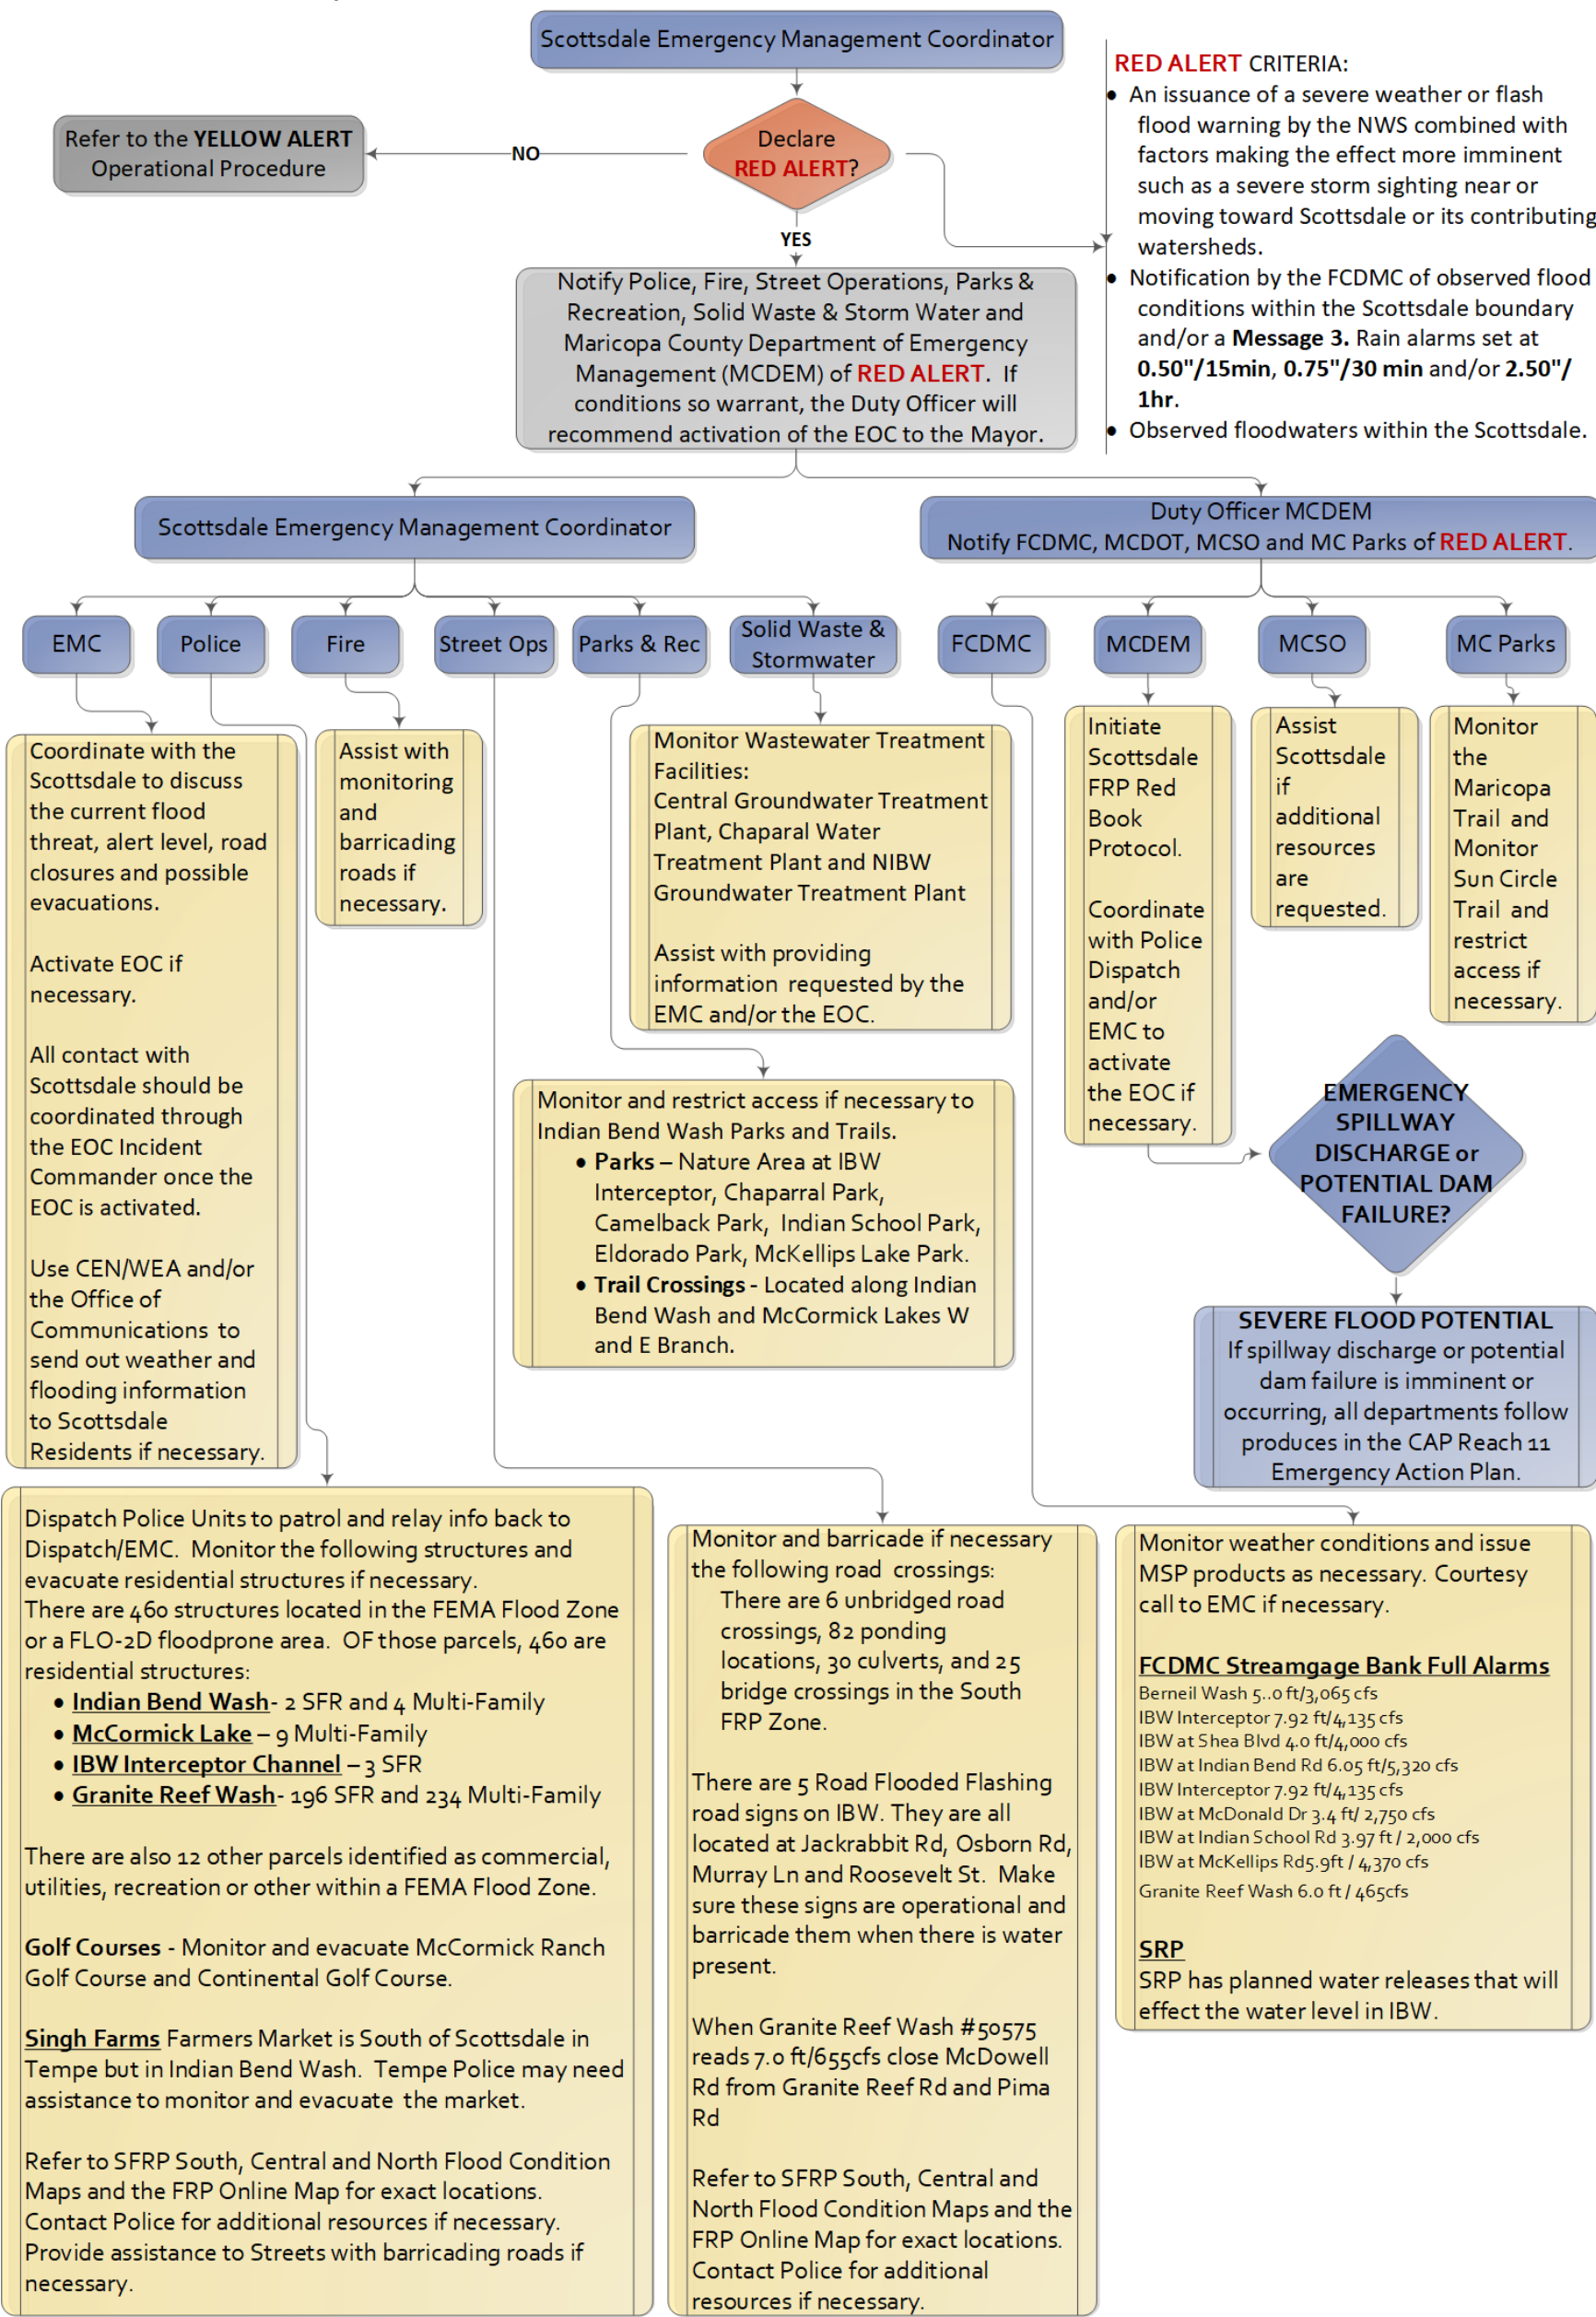 Scottsdale Emergency Management Coordinator
Declare
RED ALERT?
NO
Refer to the YELLOW ALERT
Operational Procedure
YES
RED ALERT CRITERIA:
• An issuance of a severe weather or flash
flood warning by the NWS combined with
factors making the effect more imminent
such as a severe storm sighting near or
moving toward Scottsdale or its contributing
watersheds.
• Notification by the FCDMC of observed flood
conditions within the Scottsdale boundary
and/or a Message 3. Rain alarms set at
0.50"/15min, 0.75"/30 min and/or 2.50"/
1hr.
• Observed floodwaters within the Scottsdale.
Notify Police, Fire, Street Operations, Parks &
Recreation, Solid Waste & Storm Water and
Maricopa County Department of Emergency
Management (MCDEM) of RED ALERT. If
conditions so warrant, the Duty Officer will
recommend activation of the EOC to the Mayor.
Scottsdale Emergency Management Coordinator
Duty Officer MCDEM
Notify FCDMC, MCDOT, MCSO and MC Parks of RED ALERT.
EMC
Police
Fire
Street Ops
Parks & Rec
Solid Waste &
Stormwater
FCDMC
MCDEM
MCSO
MC Parks
Coordinate with the
Scottsdale to discuss
the current flood
threat, alert level, road
closures and possible
evacuations.
Activate EOC if
necessary.
All contact with
Scottsdale should be
coordinated through
the EOC Incident
Commander once the
EOC is activated.
Use CEN/WEA and/or
the Office of
Communications to
send out weather and
flooding information
to Scottsdale
Residents if necessary.
Assist with
monitoring
and
barricading
roads if
necessary.
Monitor Wastewater Treatment
Facilities:
Central Groundwater Treatment
Plant, Chaparal Water
Treatment Plant and NIBW
Groundwater Treatment Plant
Assist with providing
information requested by the
EMC and/or the EOC.
Initiate
Scottsdale
FRP Red
Book
Protocol.
Coordinate
with Police
Dispatch
and/or
EMC to
activate
the EOC if
necessary.
Assist
Scottsdale
if
additional
resources
are
requested.
Monitor
the
Maricopa
Trail and
Monitor
Sun Circle
Trail and
restrict
access if
necessary.
Monitor and restrict access if necessary to
Indian Bend Wash Parks and Trails.
• Parks – Nature Area at IBW
Interceptor, Chaparral Park,
Camelback Park, Indian School Park,
Eldorado Park, McKellips Lake Park.
• Trail Crossings - Located along Indian
Bend Wash and McCormick Lakes W
and E Branch.
EMERGENCY
SPILLWAY
DISCHARGE or
POTENTIAL DAM
FAILURE?
SEVERE FLOOD POTENTIAL
If spillway discharge or potential
dam failure is imminent or
occurring, all departments follow
produces in the CAP Reach 11
Emergency Action Plan.
Dispatch Police Units to patrol and relay info back to
Dispatch/EMC. Monitor the following structures and
evacuate residential structures if necessary.
There are 460 structures located in the FEMA Flood Zone
or a FLO-2D floodprone area. OF those parcels, 460 are
residential structures:
• Indian Bend Wash- 2 SFR and 4 Multi-Family
• McCormick Lake – 9 Multi-Family
• IBW Interceptor Channel – 3 SFR
• Granite Reef Wash- 196 SFR and 234 Multi-Family
There are also 12 other parcels identified as commercial,
utilities, recreation or other within a FEMA Flood Zone.
Golf Courses - Monitor and evacuate McCormick Ranch
Golf Course and Continental Golf Course.
Singh Farms Farmers Market is South of Scottsdale in
Tempe but in Indian Bend Wash. Tempe Police may need
assistance to monitor and evacuate the market.
Refer to SFRP South, Central and North Flood Condition
Maps and the FRP Online Map for exact locations.
Contact Police for additional resources if necessary.
Provide assistance to Streets with barricading roads if
necessary.
Monitor and barricade if necessary
the following road crossings:
There are 6 unbridged road
crossings, 82 ponding
locations, 30 culverts, and 25
bridge crossings in the South
FRP Zone.
There are 5 Road Flooded Flashing
road signs on IBW. They are all
located at Jackrabbit Rd, Osborn Rd,
Murray Ln and Roosevelt St. Make
sure these signs are operational and
barricade them when there is water
present.
When Granite Reef Wash #50575
reads 7.0 ft/655cfs close McDowell
Rd from Granite Reef Rd and Pima
Rd
Refer to SFRP South, Central and
North Flood Condition Maps and the
FRP Online Map for exact locations.
Contact Police for additional
resources if necessary.
Monitor weather conditions and issue
MSP products as necessary. Courtesy
call to EMC if necessary.
FCDMC Streamgage Bank Full Alarms
Berneil Wash 5..0 ft/3,065 cfs
IBW Interceptor 7.92 ft/4,135 cfs
IBW at Shea Blvd 4.0 ft/4,000 cfs
IBW at Indian Bend Rd 6.05 ft/5,320 cfs
IBW Interceptor 7.92 ft/4,135 cfs
IBW at McDonald Dr 3.4 ft/ 2,750 cfs
IBW at Indian School Rd 3.97 ft / 2,000 cfs
IBW at McKellips Rd5.9ft / 4,370 cfs
Granite Reef Wash 6.0 ft / 465cfs
SRP
SRP has planned water releases that will
effect the water level in IBW.